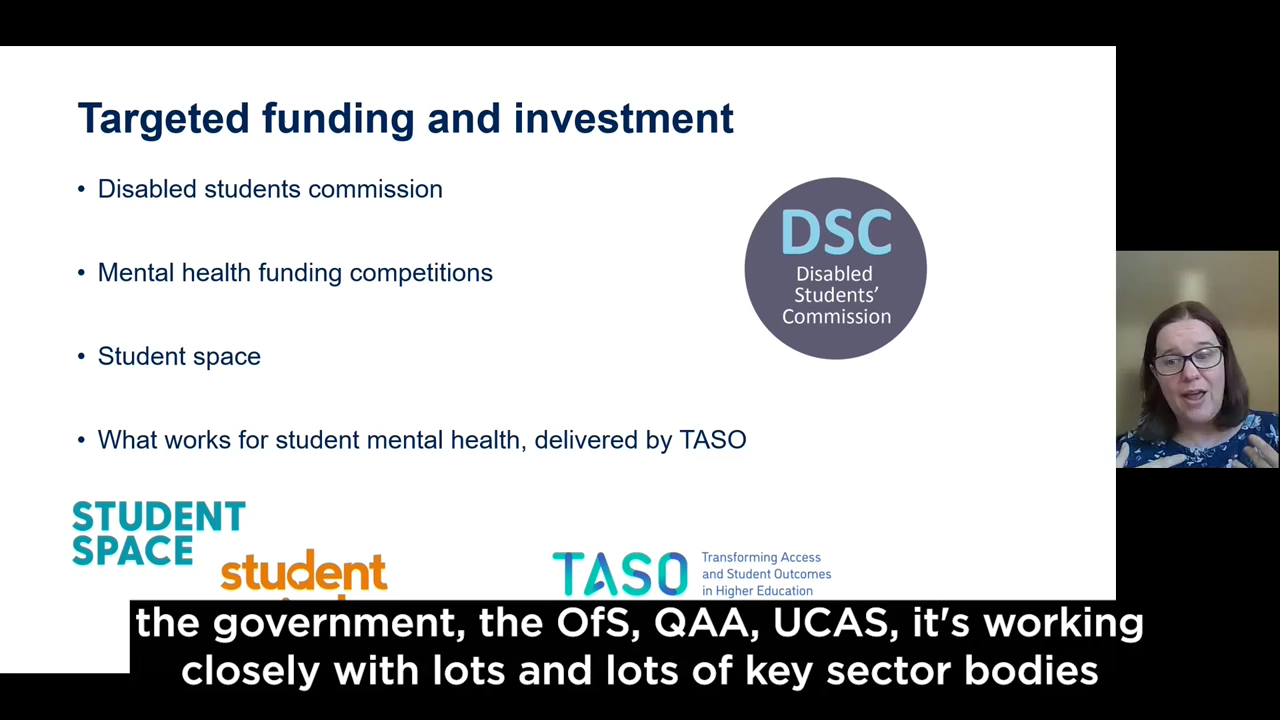 Targeted funding and investment
• Disabled students commission
• Mental health funding competitions
• Student space
• What works for student mental health, delivered by TASO
DSC
Disabled
Students’
Commission
STUDENT
SPACE
student
TASO
Transforming Access
and Student Outcomes
in Higher Education
the government, the OfS, QAA, UCAS, it's working
closely with lots and lots of key sector bodies